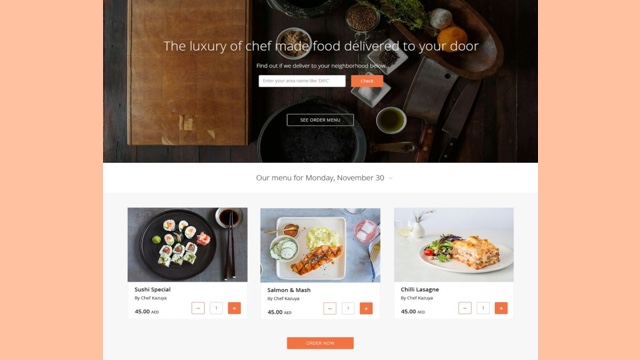 The luxury of chef made food delivered to your door
Find out if we deliver to your neighborhood below...
Enter your area name like 'DIFC'
Check
SEE ORDER MENU
Our menu for Monday, November 30
Sushi Special
By Chef Kazuya
- 1 +
45.00 AED
Salmon & Mash
By Chef Kazuya
- 1 +
45.00 AED
Chilli Lasagne
By Chef Kazuya
- 1 +
45.00 AED
ORDER NOW